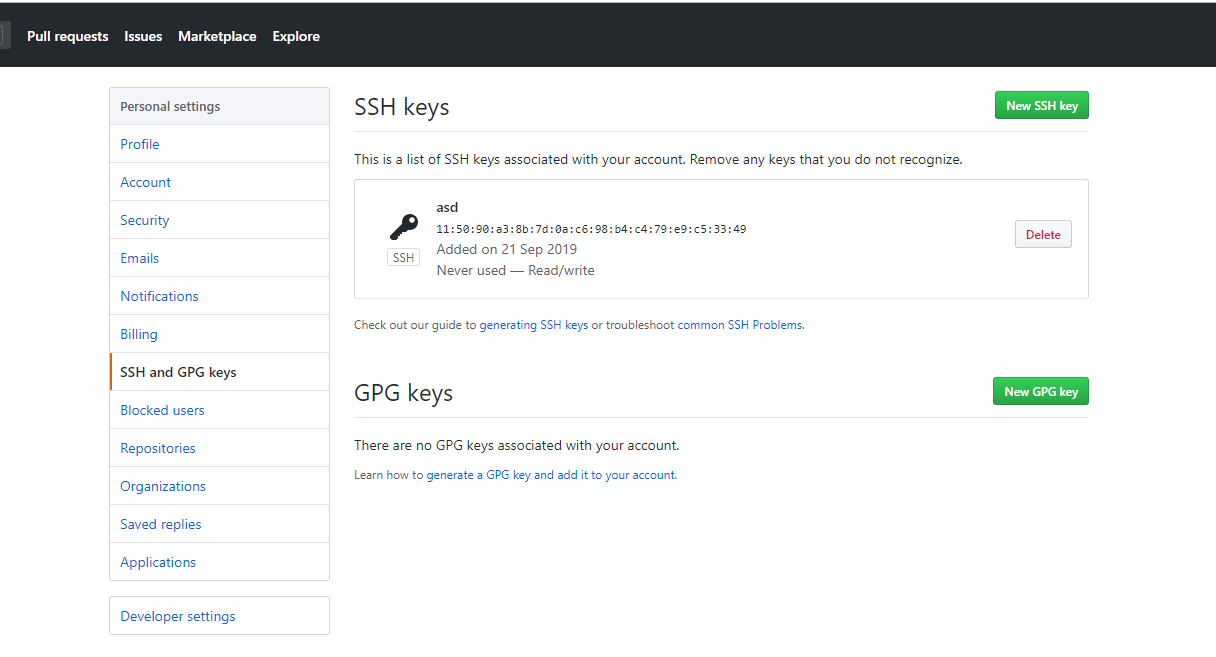 Pull requests Issues Marketplace Explore
Personal settings
Profile
Account
Security
Emails
Notifications
Billing
SSH and GPG keys
Blocked users
Repositories
Organizations
Saved replies
Applications
Developer settings
SSH keys
New SSH key
This is a list of SSH keys associated with your account. Remove any keys that you do not recognize.
asd
11:50:90:a3:8b:7d:0a:c6:98:b4:c4:79:e9:c5:33:49
Added on 21 Sep 2019
Never used — Read/write
SSH
Delete
Check out our guide to generating SSH keys or troubleshoot common SSH Problems.
GPG keys
New GPG key
There are no GPG keys associated with your account.
Learn how to generate a GPG key and add it to your account.